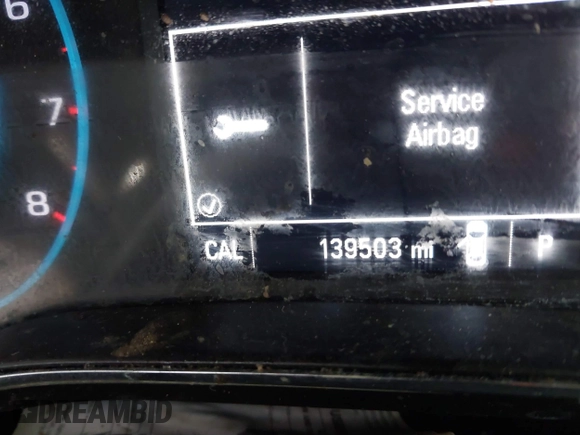 6
7
8
Service
Airbag
CAL 139503 mi P
DREAMBID